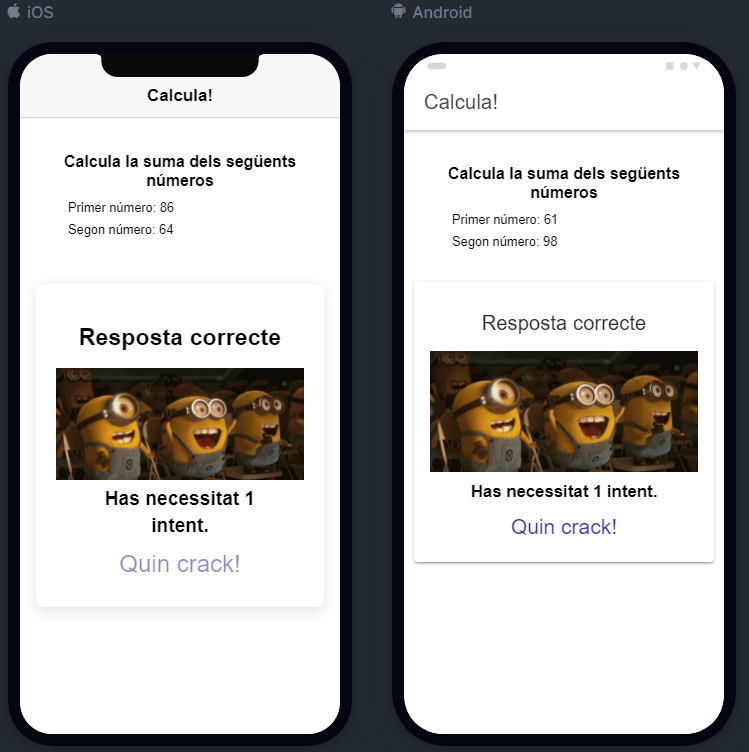 iOS
Calcula!
Calcula la suma dels següents
números
Primer número: 86
Segon número: 64
Resposta correcte
Has necessitat 1
intent.
Quin crack!
Android
Calcula!
Calcula la suma dels següents
números
Primer número: 61
Segon número: 98
Resposta correcte
Has necessitat 1 intent.
Quin crack!